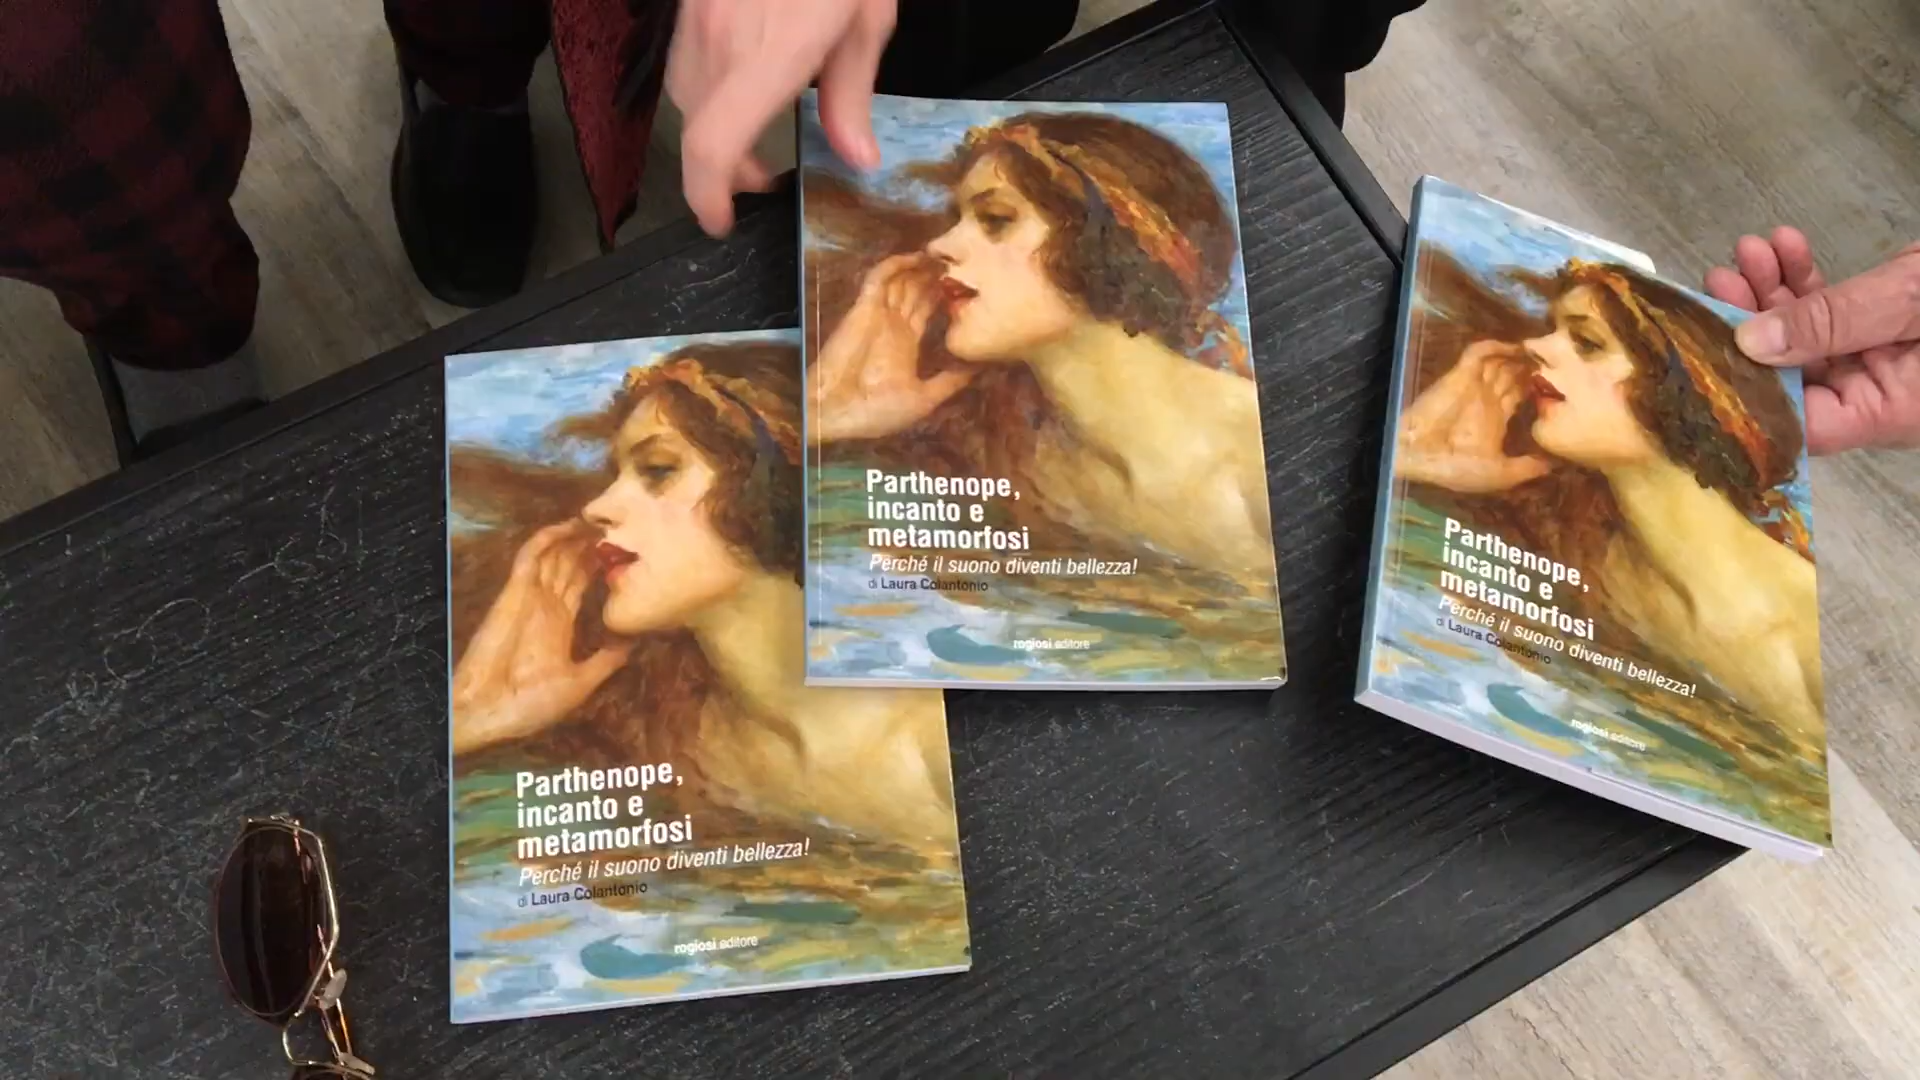 Parthenope,
incanto e
metamorfosi
Perché il suono diventi bellezza!
di Laura Colantonio
rogiosi editore
Parthenope,
incanto e
metamorfosi
Perché il suono diventi bellezza!
di Laura Colantonio
rogiosi editore
Parthenope,
incanto e
metamorfosi
Perché il suono diventi bellezza!
di Laura Colantonio
rogiosi editore